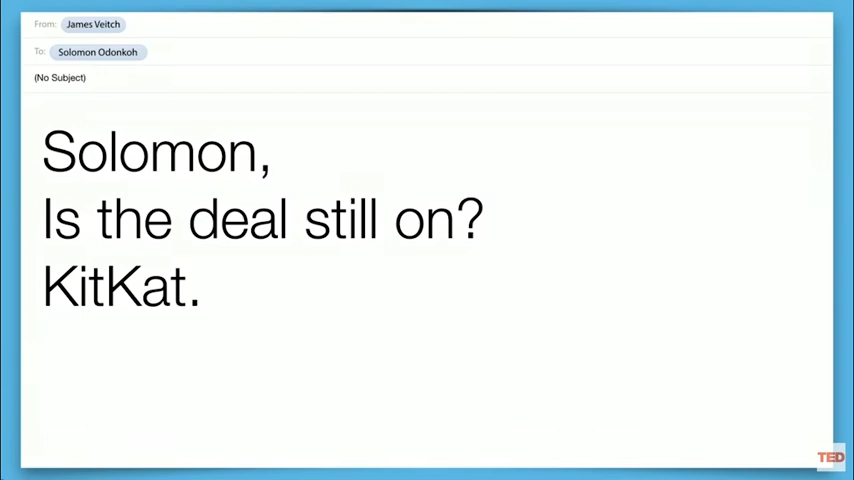 From: James Veitch
To: Solomon Odonkoh
(No Subject)
Solomon,
Is the deal still on?
KitKat.
TED